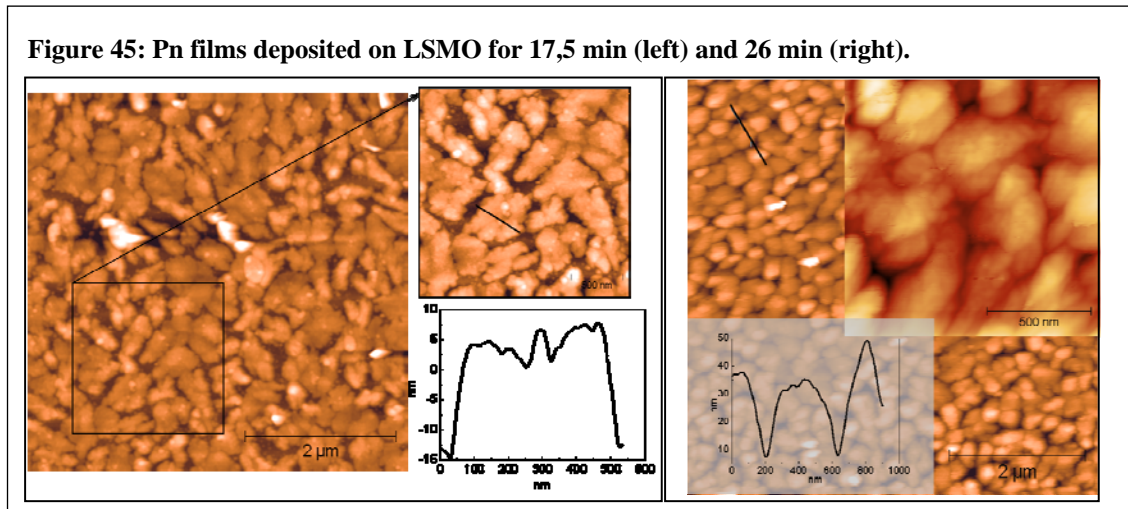 Figure 45: Pn films deposited on LSMO for 17,5 min (left) and 26 min (right).
2 µm
500 nm
10
5
0
-5
-10
-15
nm
0 100 200 300 400 500 600
nm
500 nm
50
40
30
20
10
nm
0 200 400 600 800 1000
nm
2 µm